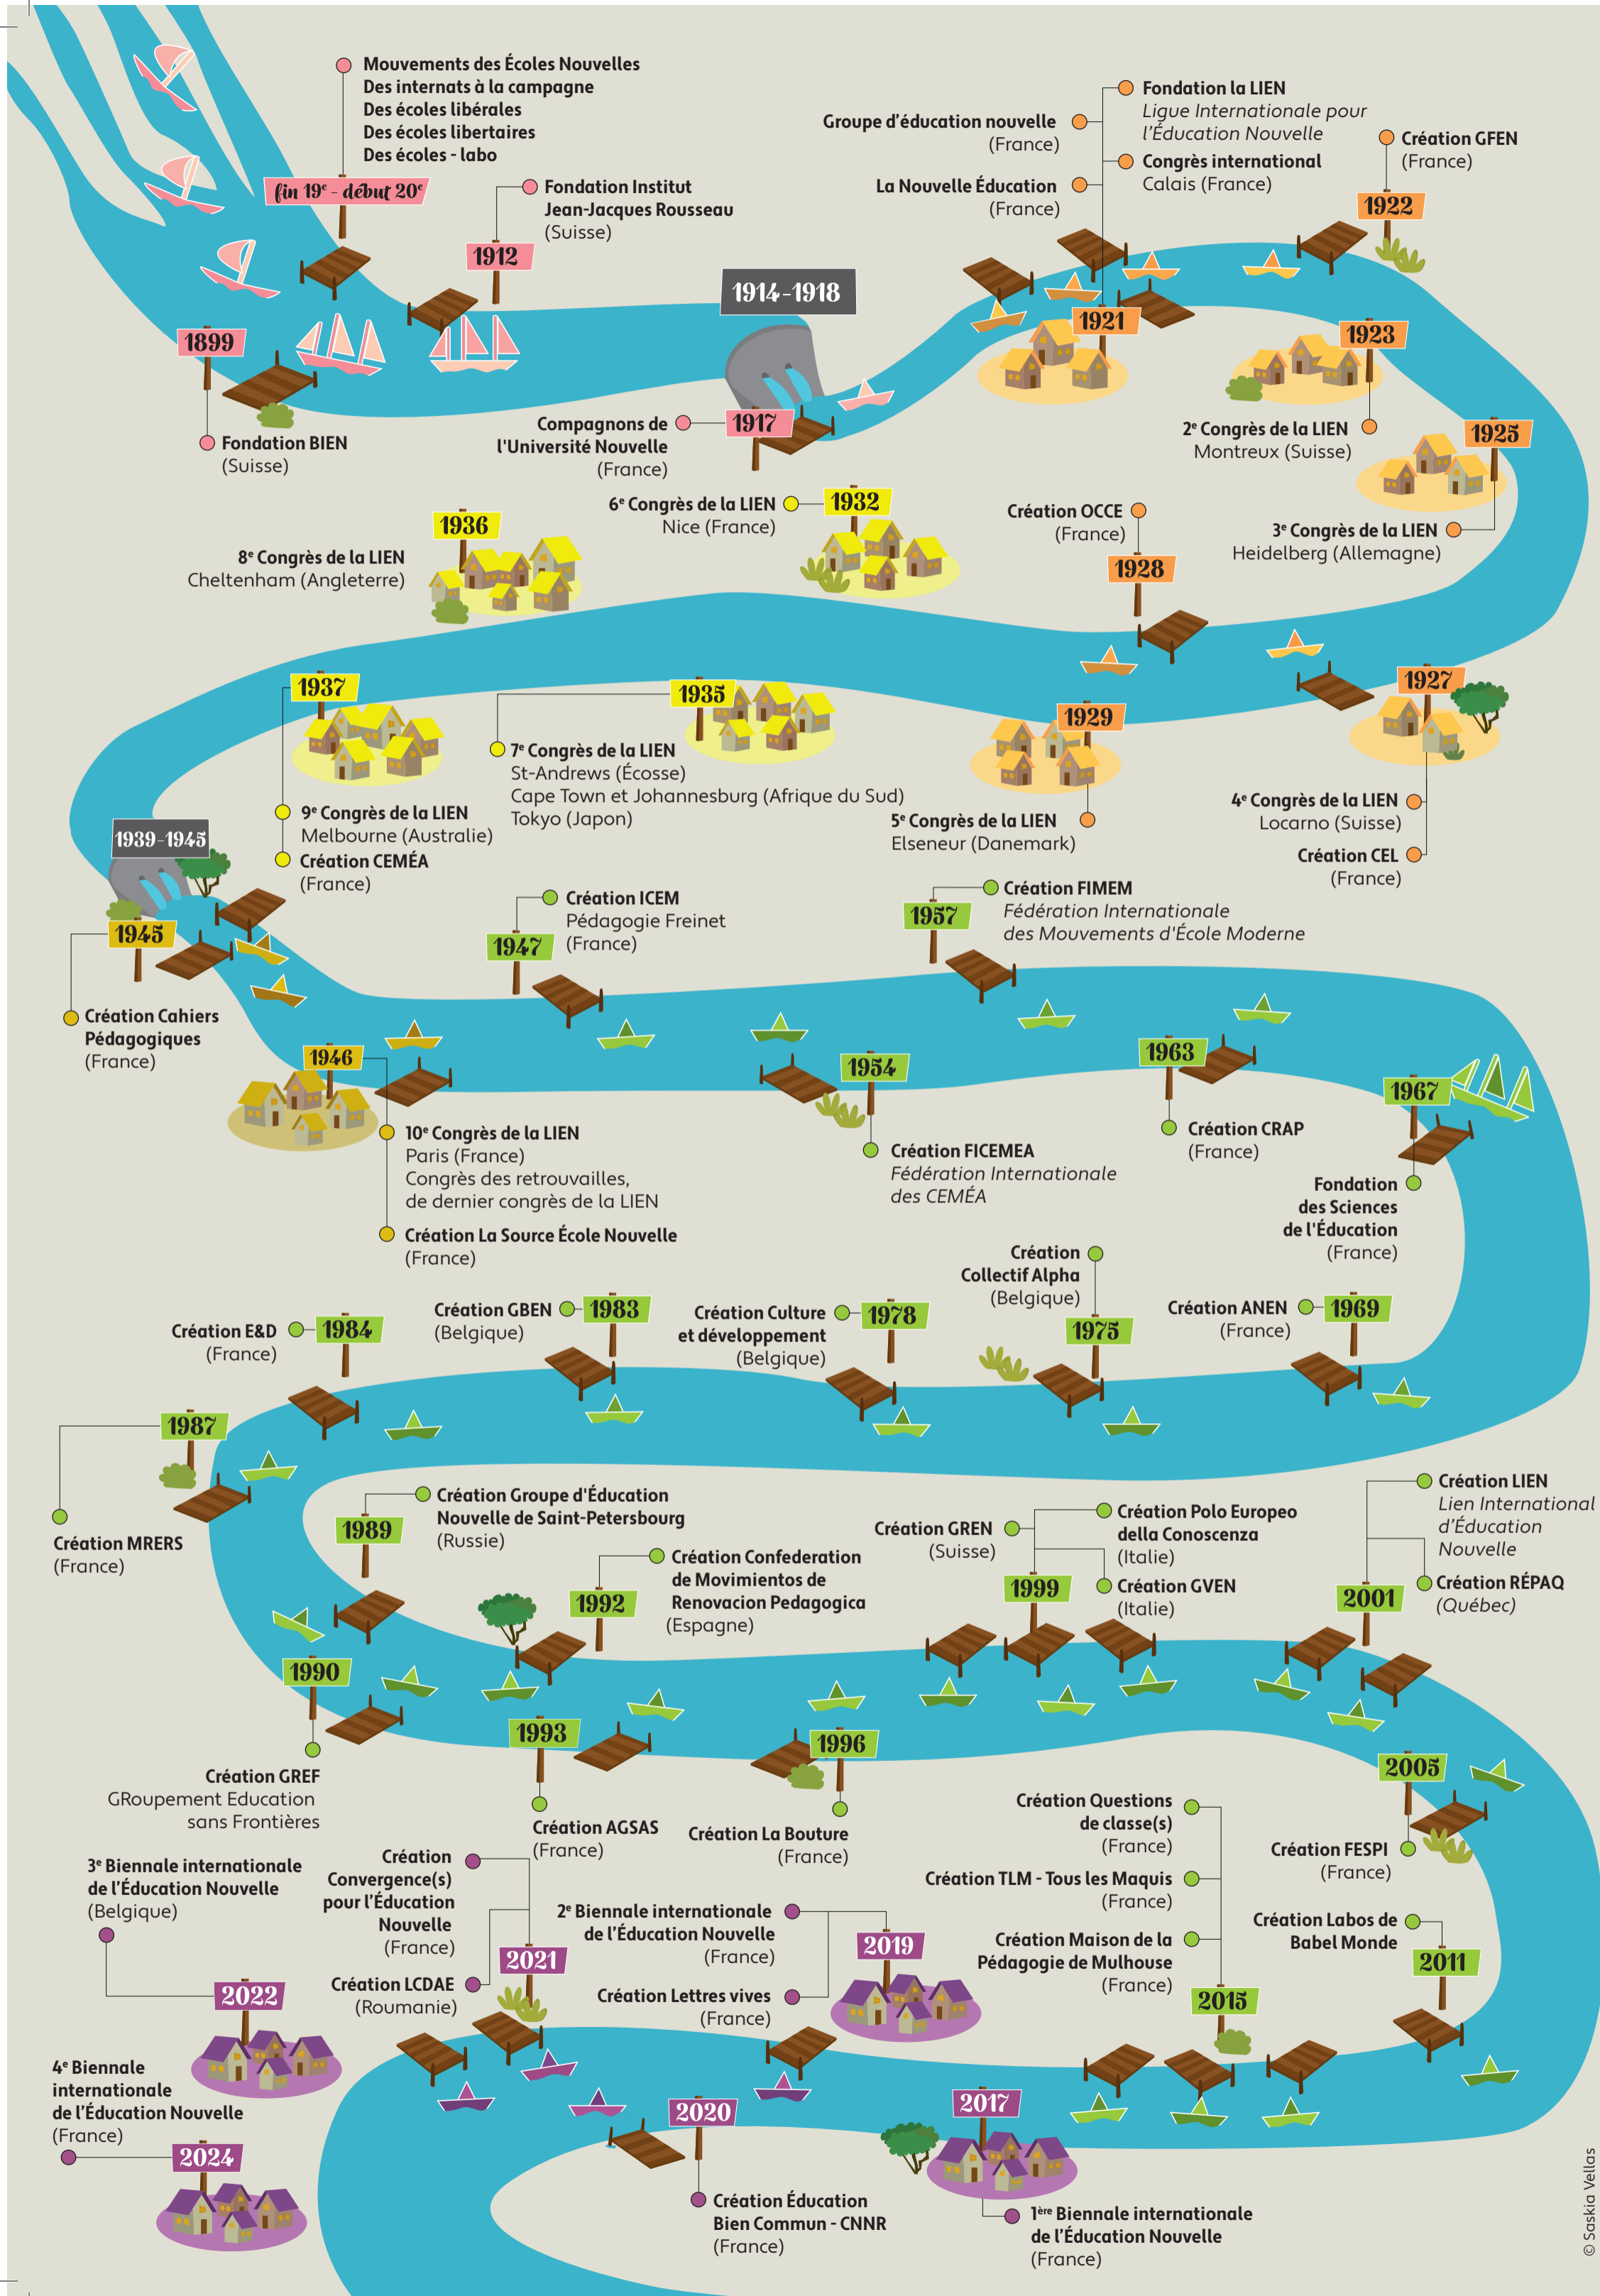 Mouvements des Écoles Nouvelles
Des internats à la campagne
Des écoles libérales
Des écoles libertaires
Des écoles - labo
fin 19e - début 20e
1899
Fondation BIEN
(Suisse)
1912
Fondation Institut
Jean-Jacques Rousseau
(Suisse)
1914-1918
1917
Compagnons de
l'Université Nouvelle
(France)
Groupe d'éducation nouvelle
(France)
La Nouvelle Éducation
(France)
Fondation la LIEN
Ligue Internationale pour
l'Éducation Nouvelle
Congrès international
Calais (France)
1921
Création GFEN
(France)
1922
1923
2e Congrès de la LIEN
Montreux (Suisse)
1925
3e Congrès de la LIEN
Heidelberg (Allemagne)
1927
4e Congrès de la LIEN
Locarno (Suisse)
Création CEL
(France)
Création OCCE
(France)
1928
1929
5e Congrès de la LIEN
Elseneur (Danemark)
6e Congrès de la LIEN
Nice (France)
1932
1935
7e Congrès de la LIEN
St-Andrews (Écosse)
Cape Town et Johannesburg (Afrique du Sud)
Tokyo (Japon)
1936
8e Congrès de la LIEN
Cheltenham (Angleterre)
1937
9e Congrès de la LIEN
Melbourne (Australie)
Création CEMÉA
(France)
1939-1945
1945
Création Cahiers
Pédagogiques
(France)
1946
10e Congrès de la LIEN
Paris (France)
Congrès des retrouvailles,
de dernier congrès de la LIEN
Création La Source École Nouvelle
(France)
1947
Création ICEM
Pédagogie Freinet
(France)
1954
Création FICEMEA
Fédération Internationale
des CEMÉA
1957
Création FIMEM
Fédération Internationale
des Mouvements d'École Moderne
1963
Création CRAP
(France)
1967
Fondation
des Sciences
de l'Éducation
(France)
Création ANEN
(France)
1969
Création
Collectif Alpha
(Belgique)
1975
Création Culture
et développement
(Belgique)
1978
Création GBEN
(Belgique)
1983
Création E&D
(France)
1984
1987
Création MRERS
(France)
1989
Création Groupe d'Éducation
Nouvelle de Saint-Petersbourg
(Russie)
1990
Création GREF
GRoupement Education
sans Frontières
1992
Création Confederation
de Movimientos de
Renovacion Pedagogica
(Espagne)
1993
Création AGSAS
(France)
1996
Création La Bouture
(France)
Création GREN
(Suisse)
Création Polo Europeo
della Conoscenza
(Italie)
Création GVEN
(Italie)
1999
Création LIEN
Lien International
d'Éducation
Nouvelle
Création RÉPAQ
(Québec)
2001
2005
Création FESPI
(France)
Création Labos de
Babel Monde
2011
Création Questions
de classe(s)
(France)
Création TLM - Tous les Maquis
(France)
Création Maison de la
Pédagogie de Mulhouse
(France)
2015
2017
1ère Biennale internationale
de l'Éducation Nouvelle
(France)
2e Biennale internationale
de l'Éducation Nouvelle
(France)
Création Lettres vives
(France)
2019
2020
Création Éducation
Bien Commun - CNNR
(France)
Création
Convergence(s)
pour l'Éducation
Nouvelle
(France)
Création LCDAE
(Roumanie)
2021
3e Biennale internationale
de l'Éducation Nouvelle
(Belgique)
2022
4e Biennale
internationale
de l'Éducation Nouvelle
(France)
2024
© Saskia Vellas